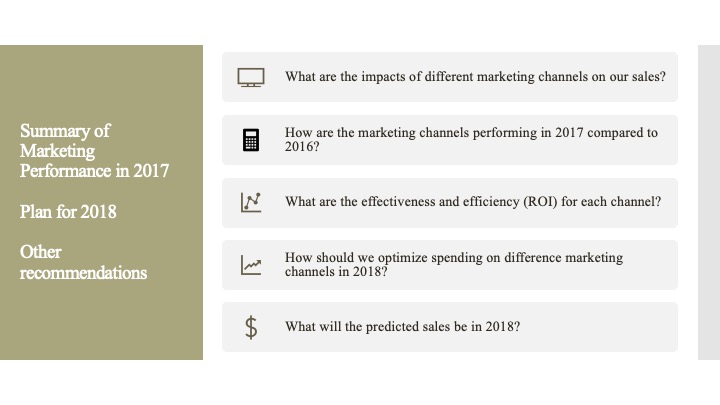 Summary of
Marketing
Performance in 2017
Plan for 2018
Other
recommendations
What are the impacts of different marketing channels on our sales?
How are the marketing channels performing in 2017 compared to
2016?
What are the effectiveness and efficiency (ROI) for each channel?
How should we optimize spending on difference marketing
channels in 2018?
What will the predicted sales be in 2018?